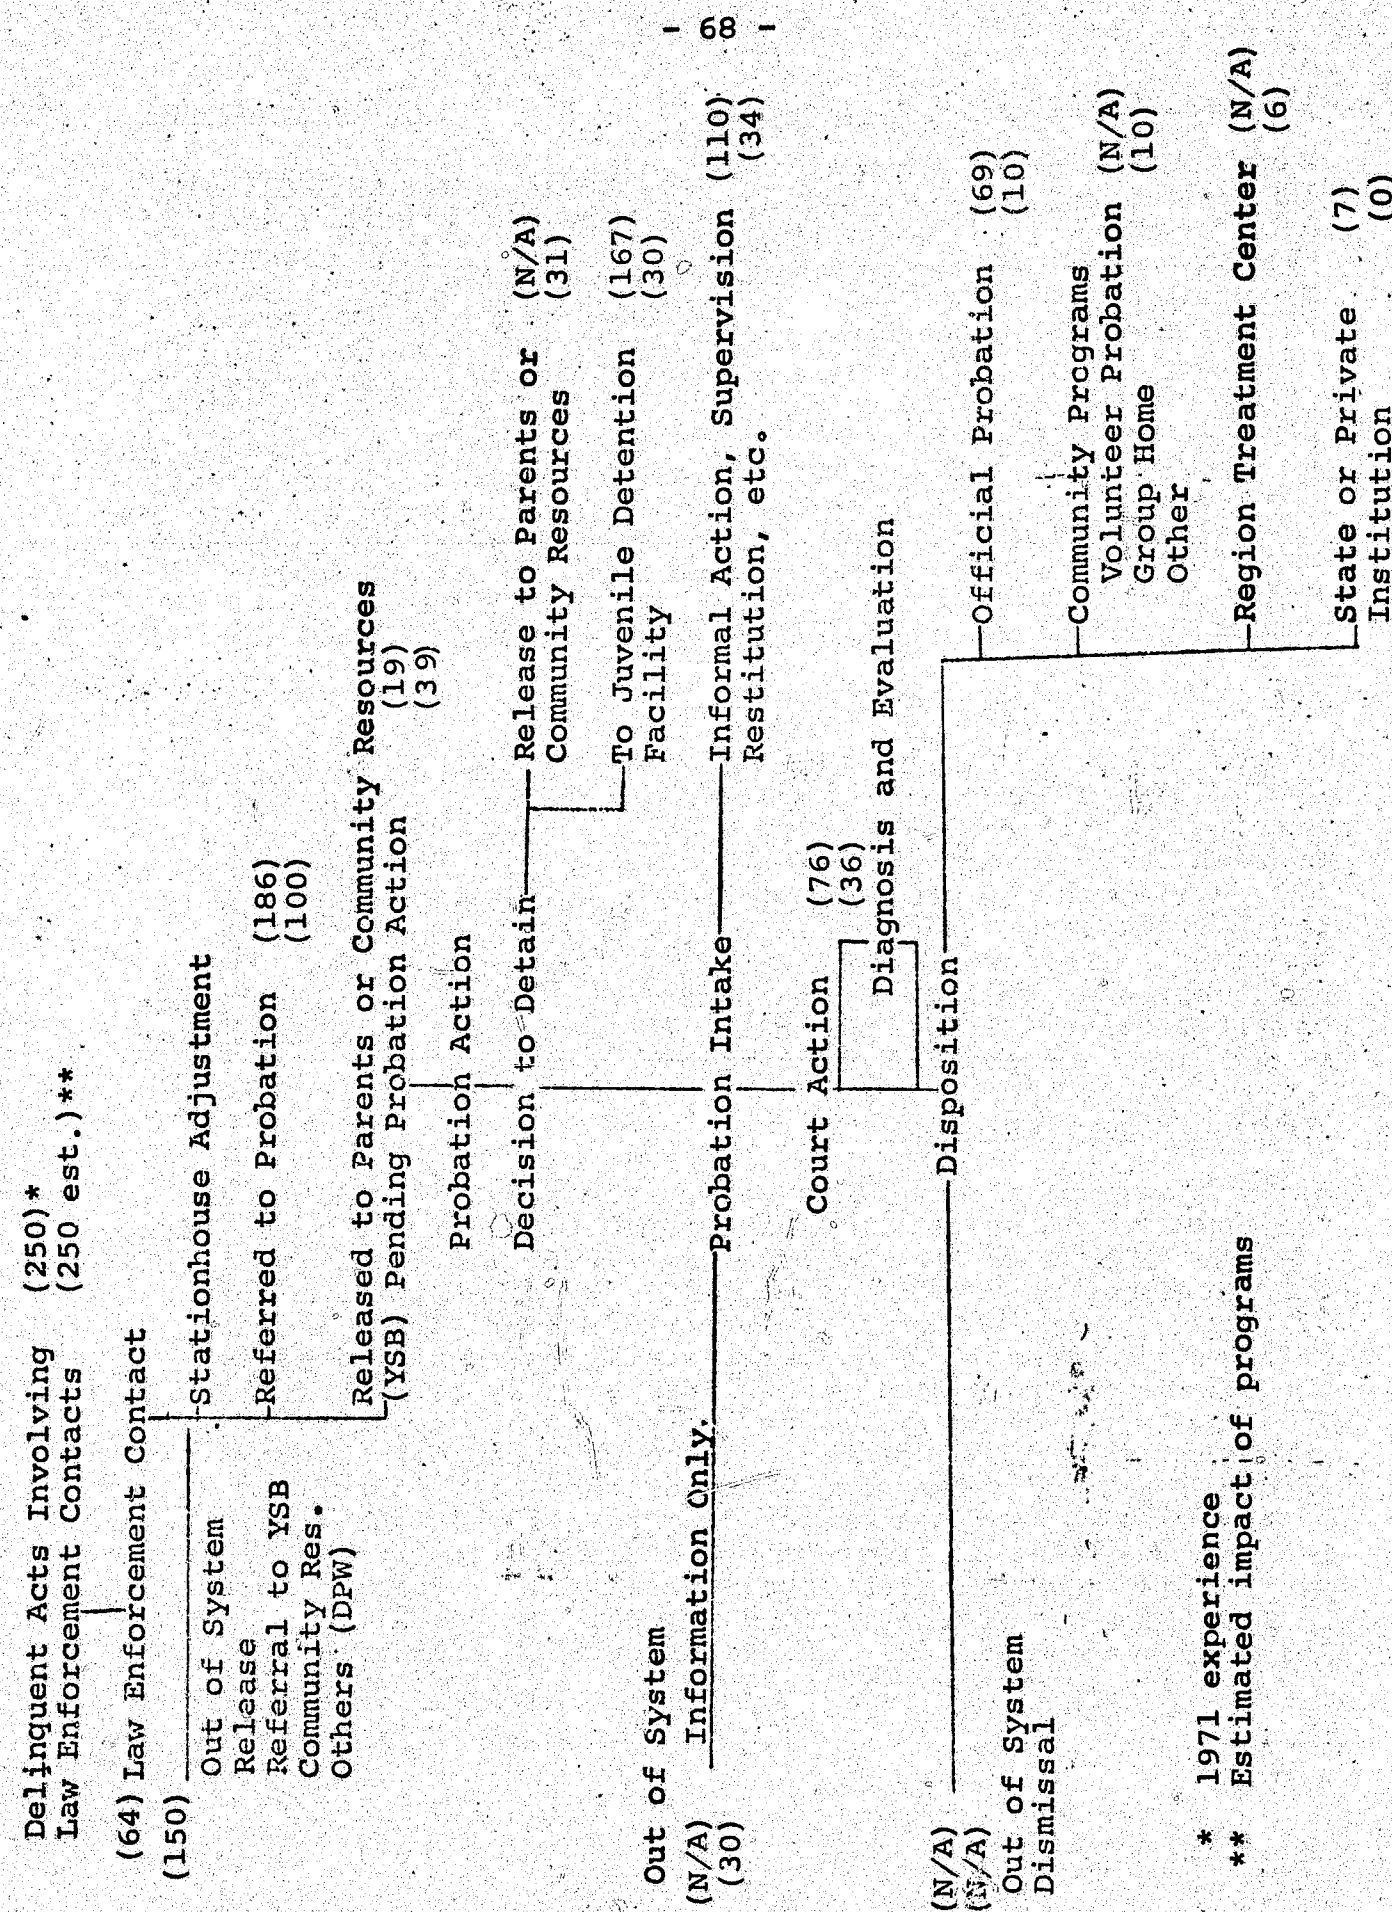 - 68 -
Delinquent Acts Involving (250)*
Law Enforcement Contacts (250 est.)**
(64) Law Enforcement Contact
(150)
Stationhouse Adjustment
Out of System
Release
Referral to YSB
Community Res.
Others (DPW)
Referred to Probation (186)
(100)
Released to Parents or Community Resources
(YSB) Pending Probation Action (19)
(39)
Probation Action
Decision to Detain
Release to Parents or (N/A)
Community Resources (31)
To Juvenile Detention (167)
Facility (30)
Out of System
(N/A) Information Only.
(30)
Probation Intake
Informal Action, Supervision (110)
Restitution, etc. (34)
Court Action (76)
(36)
Diagnosis and Evaluation
(N/A)
(N/A)
Out of System
Dismissal
Disposition
Official Probation (69)
(10)
Community Programs
Volunteer Probation (N/A)
Group Home (10)
Other
Region Treatment Center (N/A)
(6)
State or Private (7)
Institution (0)
* 1971 experience
** Estimated impact of programs